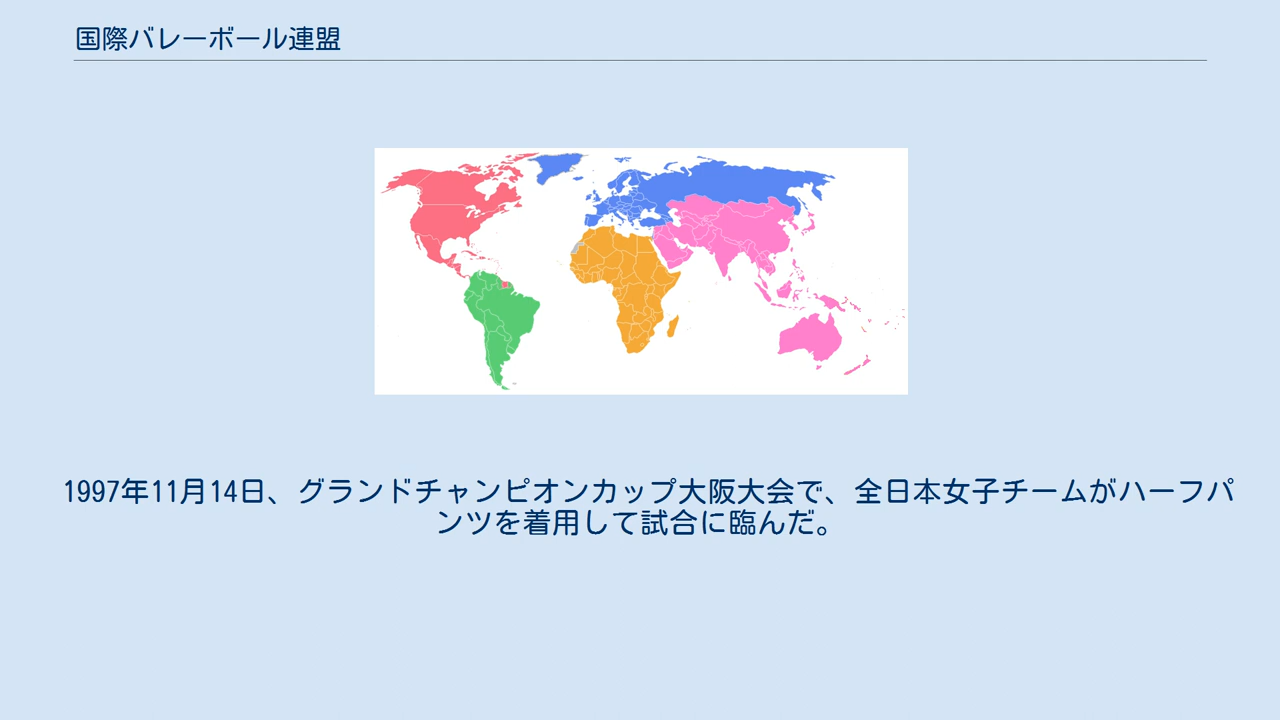 国際バレーボール連盟
1997年11月14日、グランドチャンピオンカップ大阪大会で、全日本女子チームがハーフパ
ンツを着用して試合に臨んだ。